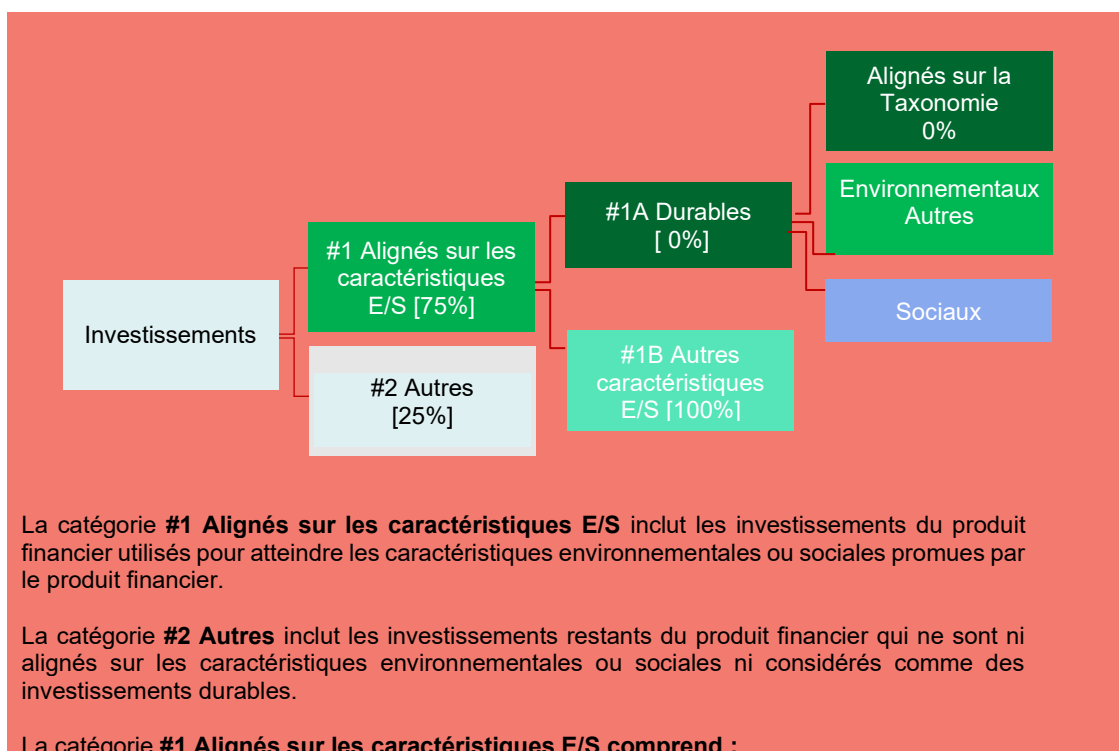 Alignés sur la
Taxonomie
0%
Environnementaux
Autres
#1A Durables
[ 0%]
#1 Alignés sur les
caractéristiques
E/S [75%]
Sociaux
Investissements
#1B Autres
caractéristiques
E/S [100%]
#2 Autres
[25%]
La catégorie #1 Alignés sur les caractéristiques E/S inclut les investissements du produit
financier utilisés pour atteindre les caractéristiques environnementales ou sociales promues par
le produit financier.
La catégorie #2 Autres inclut les investissements restants du produit financier qui ne sont ni
alignés sur les caractéristiques environnementales ou sociales ni considérés comme des
investissements durables.
La catégorie #1 Alignés sur les caractéristiques E/S comprend :